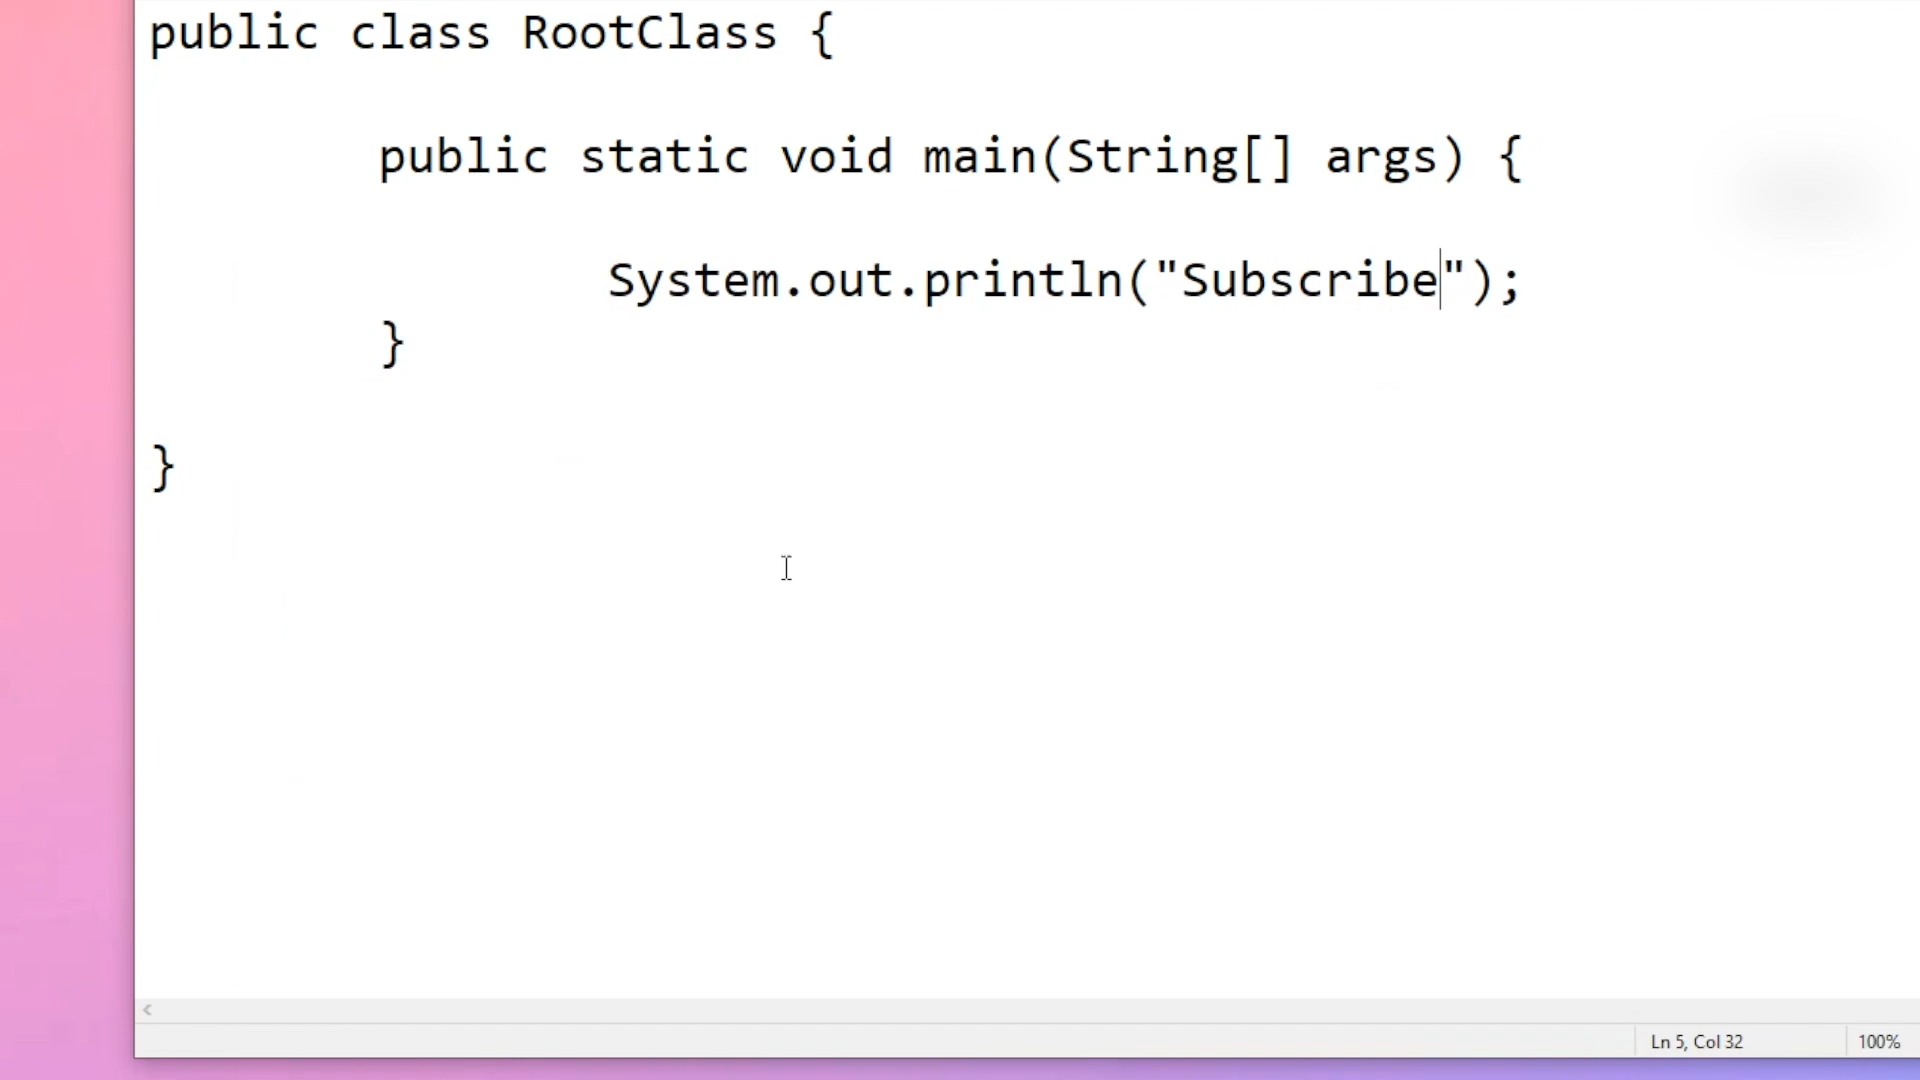 public class RootClass {
public static void main(String[] args) {
System.out.println("Subscribe");
}
}
Ln 5, Col 32
100%